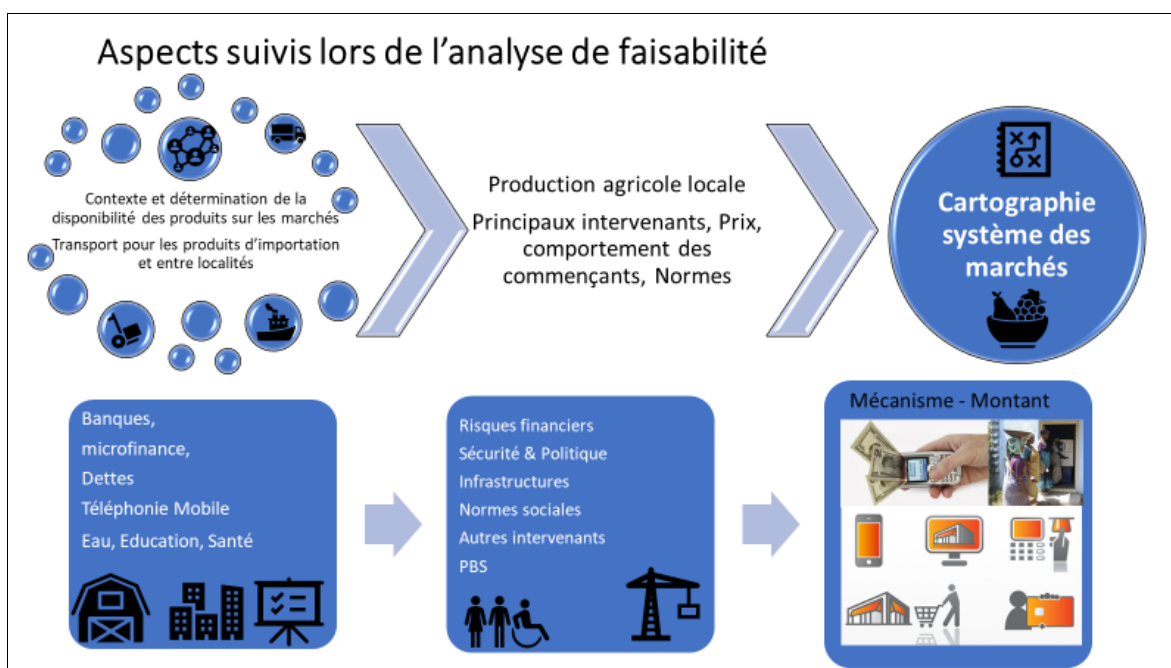 Aspects suivis lors de l'analyse de faisabilité
Contexte et détermination de la
disponibilité des produits sur les marchés
Transport pour les produits d'importation
et entre localités
Production agricole locale
Principaux intervenants, Prix,
comportement des
commençants, Normes
Cartographie
système des
marchés
Banques,
microfinance,
Dettes
Téléphonie Mobile
Eau, Education, Santé
Risques financiers
Sécurité & Politique
Infrastructures
Normes sociales
Autres intervenants
PBS
Mécanisme - Montant